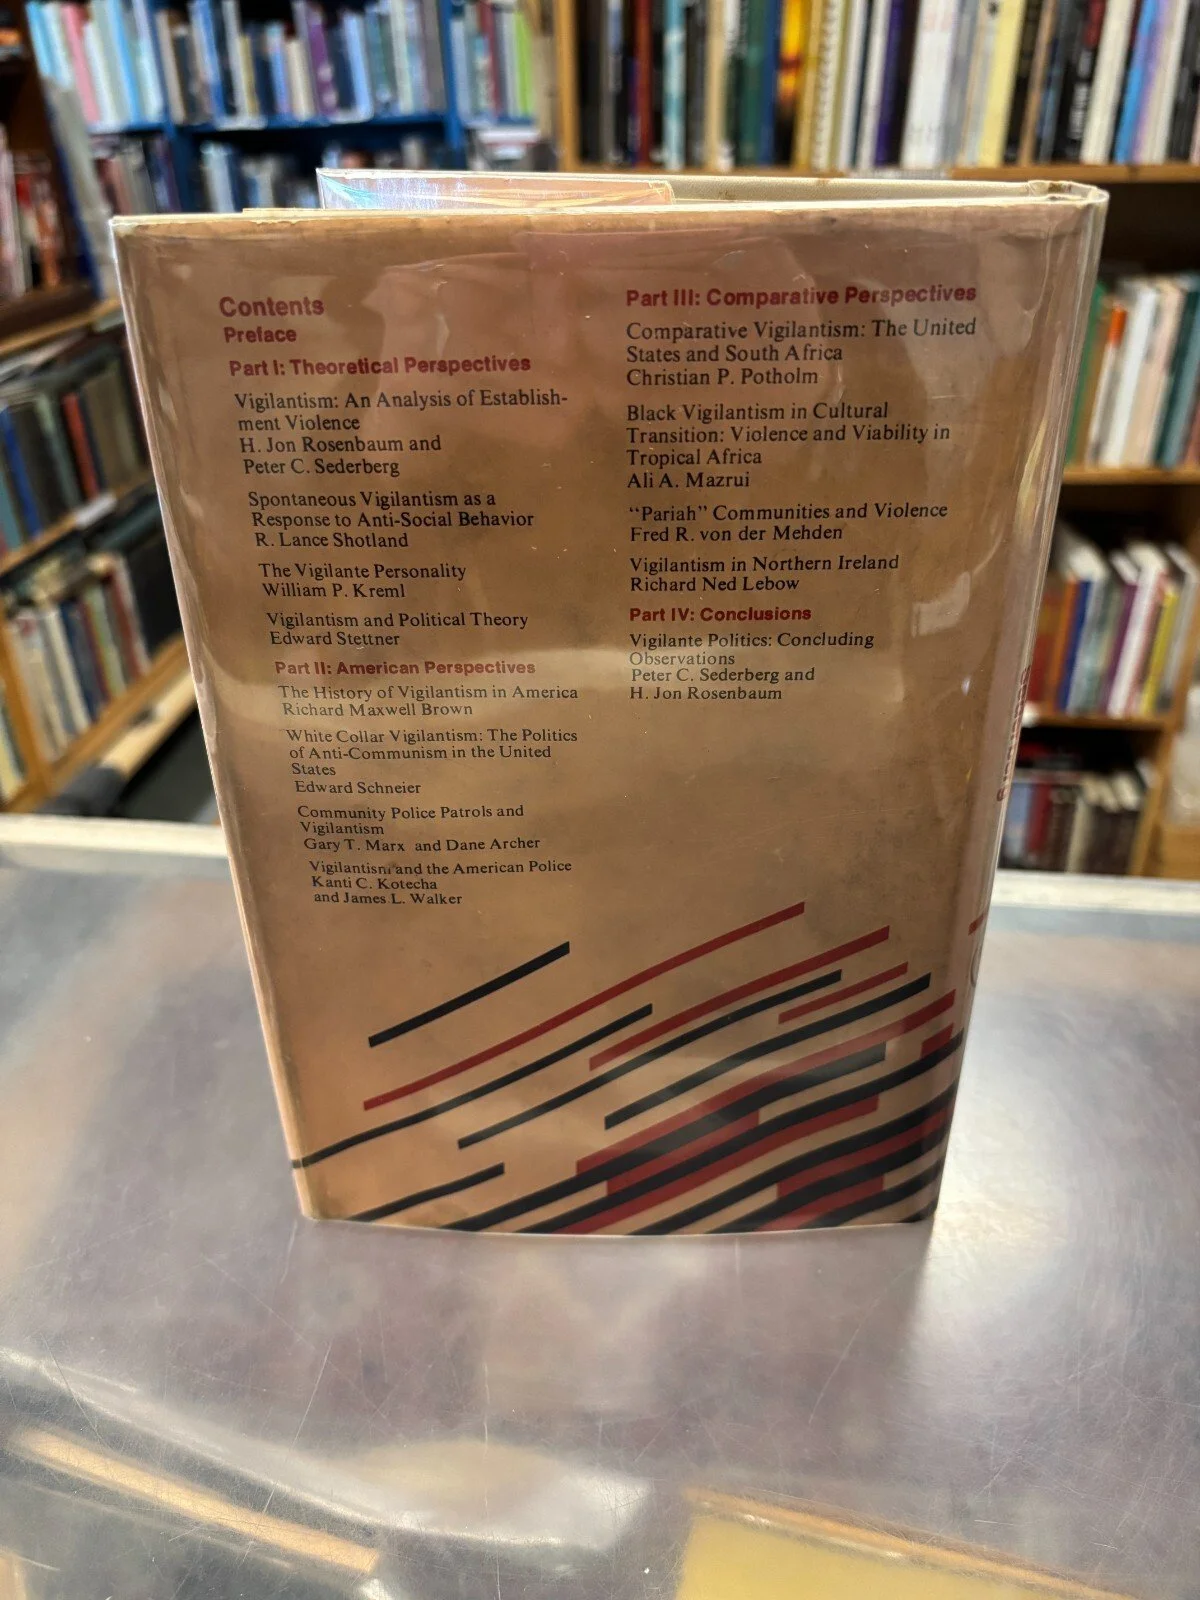 Contents
Preface
Part I: Theoretical Perspectives
Vigilantism: An Analysis of Establish-
ment Violence
H. Jon Rosenbaum and
Peter C. Sederberg
Spontaneous Vigilantism as a
Response to Anti-Social Behavior
R. Lance Shotland
The Vigilante Personality
William P. Kreml
Vigilantism and Political Theory
Edward Stettner
Part II: American Perspectives
The History of Vigilantism in America
Richard Maxwell Brown
White Collar Vigilantism: The Politics
of Anti-Communism in the United
States
Edward Schneier
Community Police Patrols and
Vigilantism
Gary T. Marx and Dane Archer
Vigilantism and the American Police
Kanti C. Kotecha
and James L. Walker
Part III: Comparative Perspectives
Comparative Vigilantism: The United
States and South Africa
Christian P. Potholm
Black Vigilantism in Cultural
Transition: Violence and Viability in
Tropical Africa
Ali A. Mazrui
“Pariah” Communities and Violence
Fred R. von der Mehden
Vigilantism in Northern Ireland
Richard Ned Lebow
Part IV: Conclusions
Vigilante Politics: Concluding
Observations
Peter C. Sederberg and
H. Jon Rosenbaum